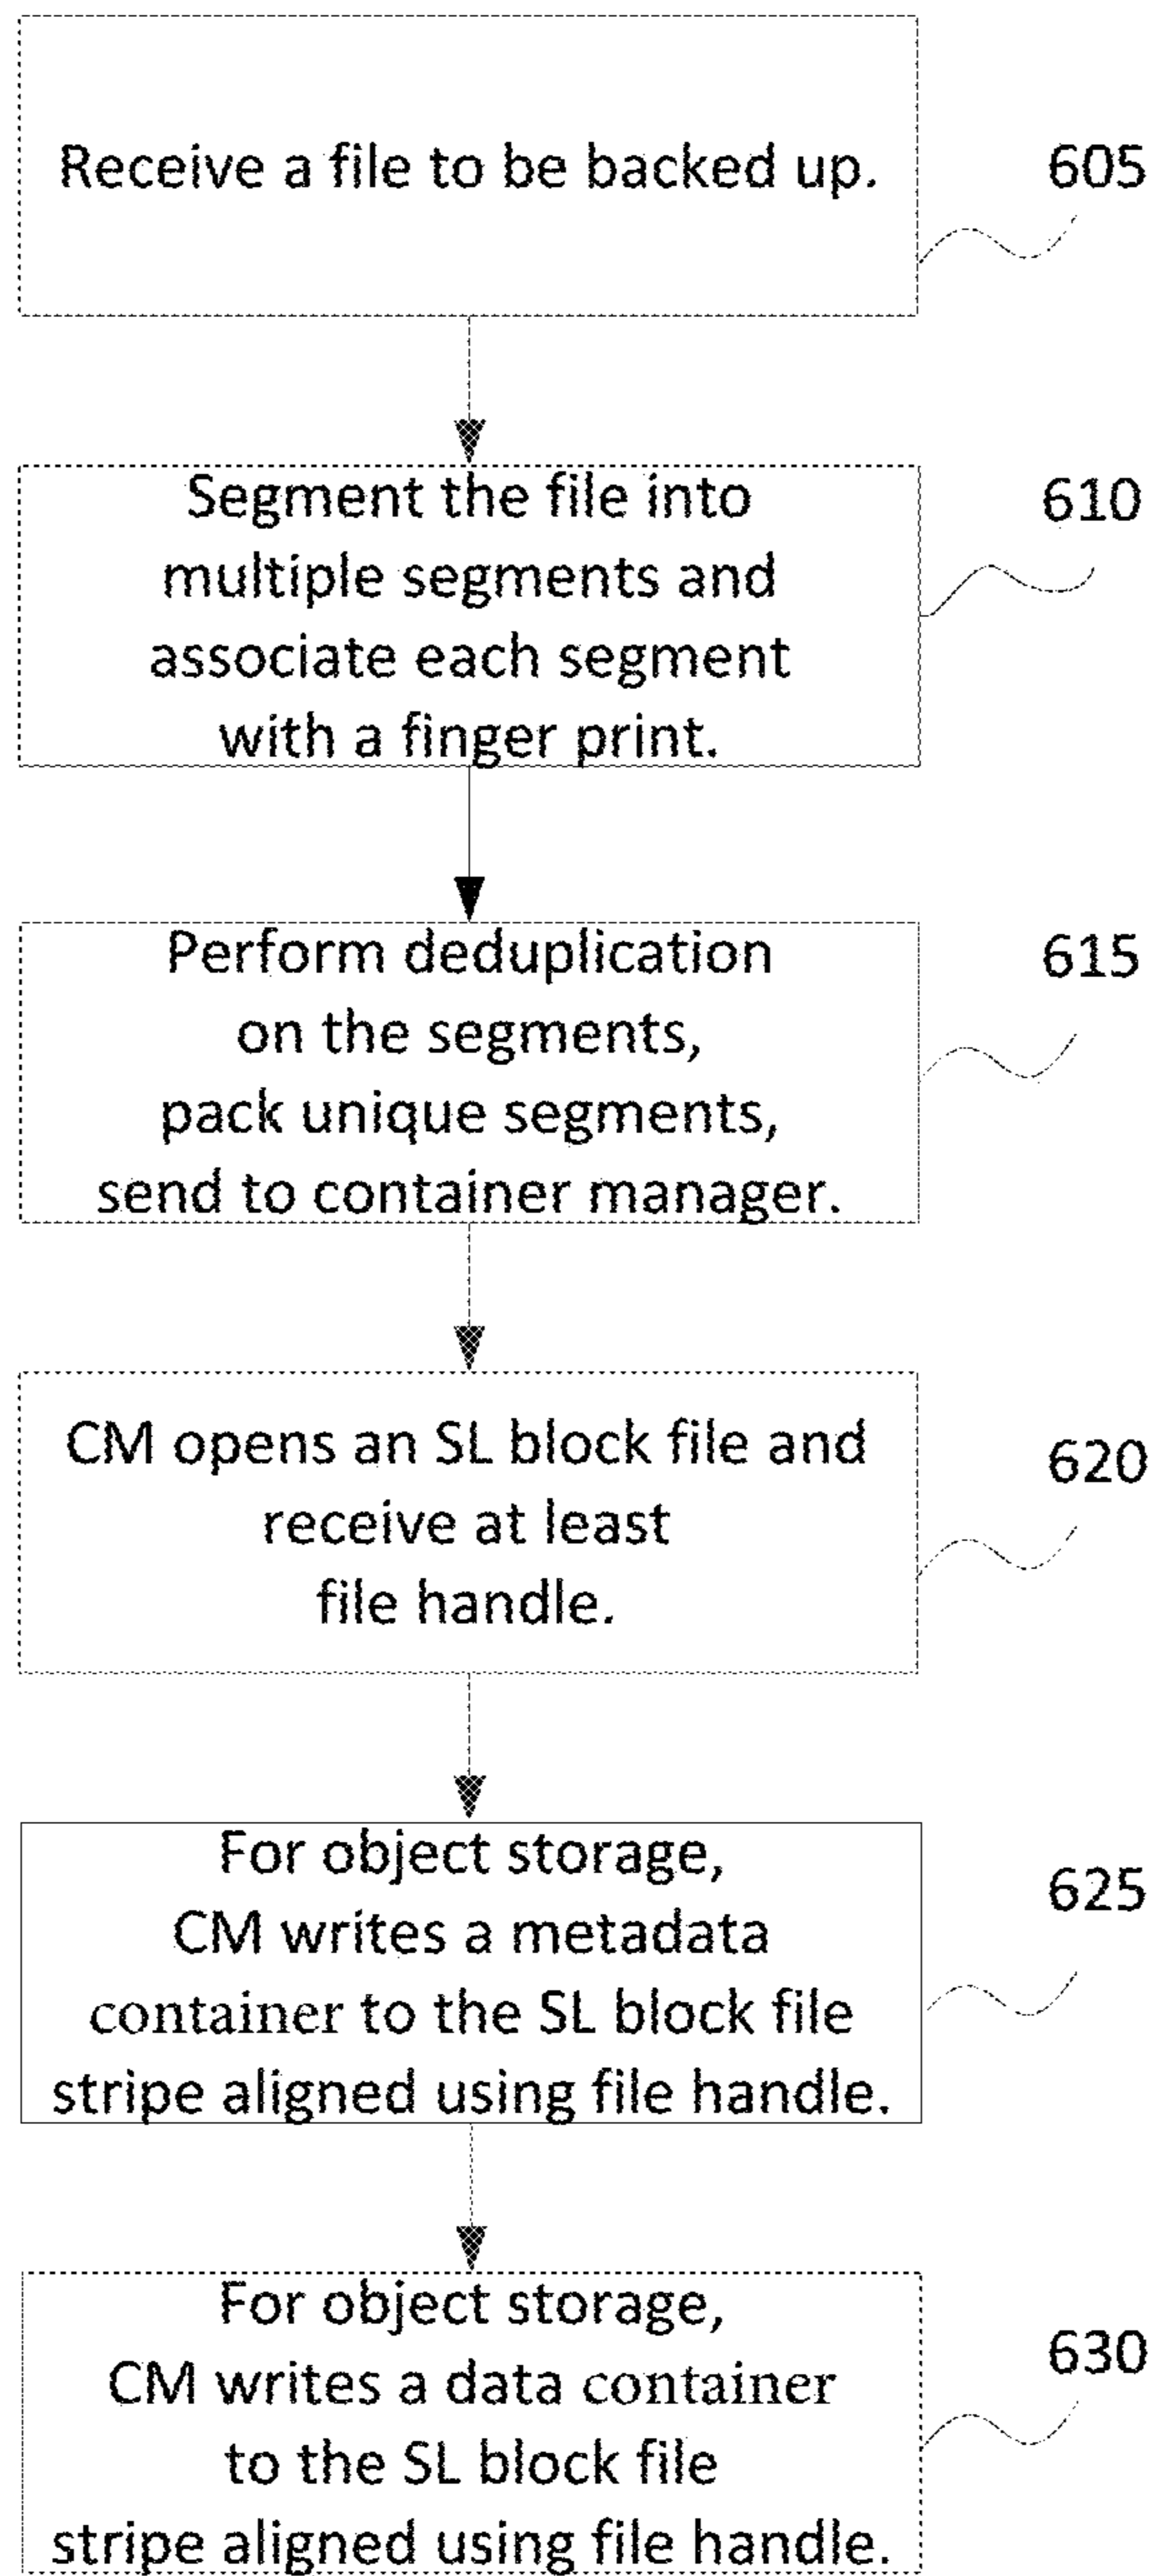 Receive a file to be backed up.
605
Segment the file into
multiple segments and
associate each segment
with a finger print.
610
Perform deduplication
on the segments,
pack unique segments,
send to container manager.
615
CM opens an SL block file and
receive at least
file handle.
620
For object storage,
CM writes a metadata
container to the SL block file
stripe aligned using file handle.
625
For object storage,
CM writes a data container
to the SL block file
stripe aligned using file handle.
630